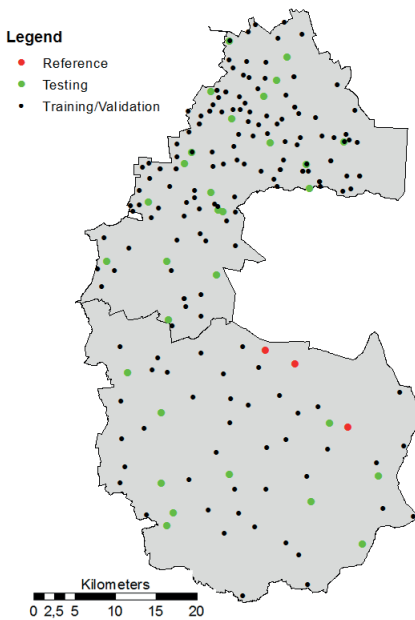 Legend
Reference
Testing
Training/Validation
Kilometers
0 2,5 5 10 15 20